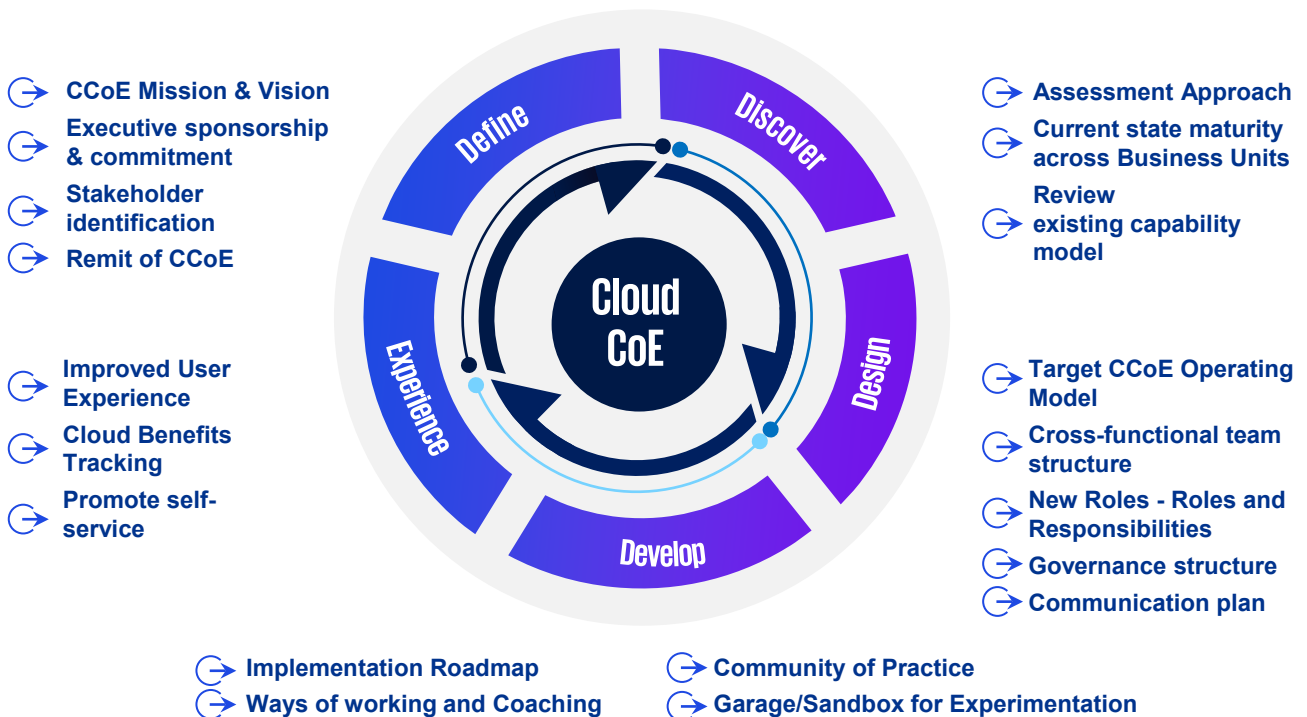 CCoE Mission & Vision
Executive sponsorship
& commitment
Stakeholder
identification
Remit of CCoE
Define
Discover
Assessment Approach
Current state maturity
across Business Units
Review
existing capability
model
Cloud
CoE
Improved User
Experience
Cloud Benefits
Tracking
Promote self-
service
Experience
Design
Target CCoE Operating
Model
Cross-functional team
structure
New Roles - Roles and
Responsibilities
Governance structure
Communication plan
Develop
Implementation Roadmap
Ways of working and Coaching
Community of Practice
Garage/Sandbox for Experimentation